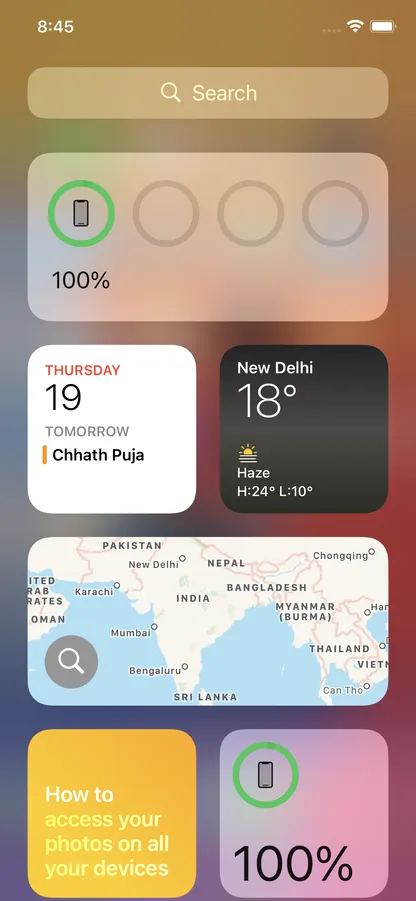 8:45
Search
100%
THURSDAY
19
TOMORROW
Chhath Puja
New Delhi
18°
Haze
H:24° L:10°
PAKISTAN
Chongqing
New Delhi
NEPAL
ITED
RAB
RATES
Karachi
BANGLADESH
INDIA
MYANMAR
(BURMA)
Han
OMAN
Mumbai
THAILAND
VIETN
Bengaluru
Can Tho
SRI LANKA
How to
access your
photos on all
your devices
100%